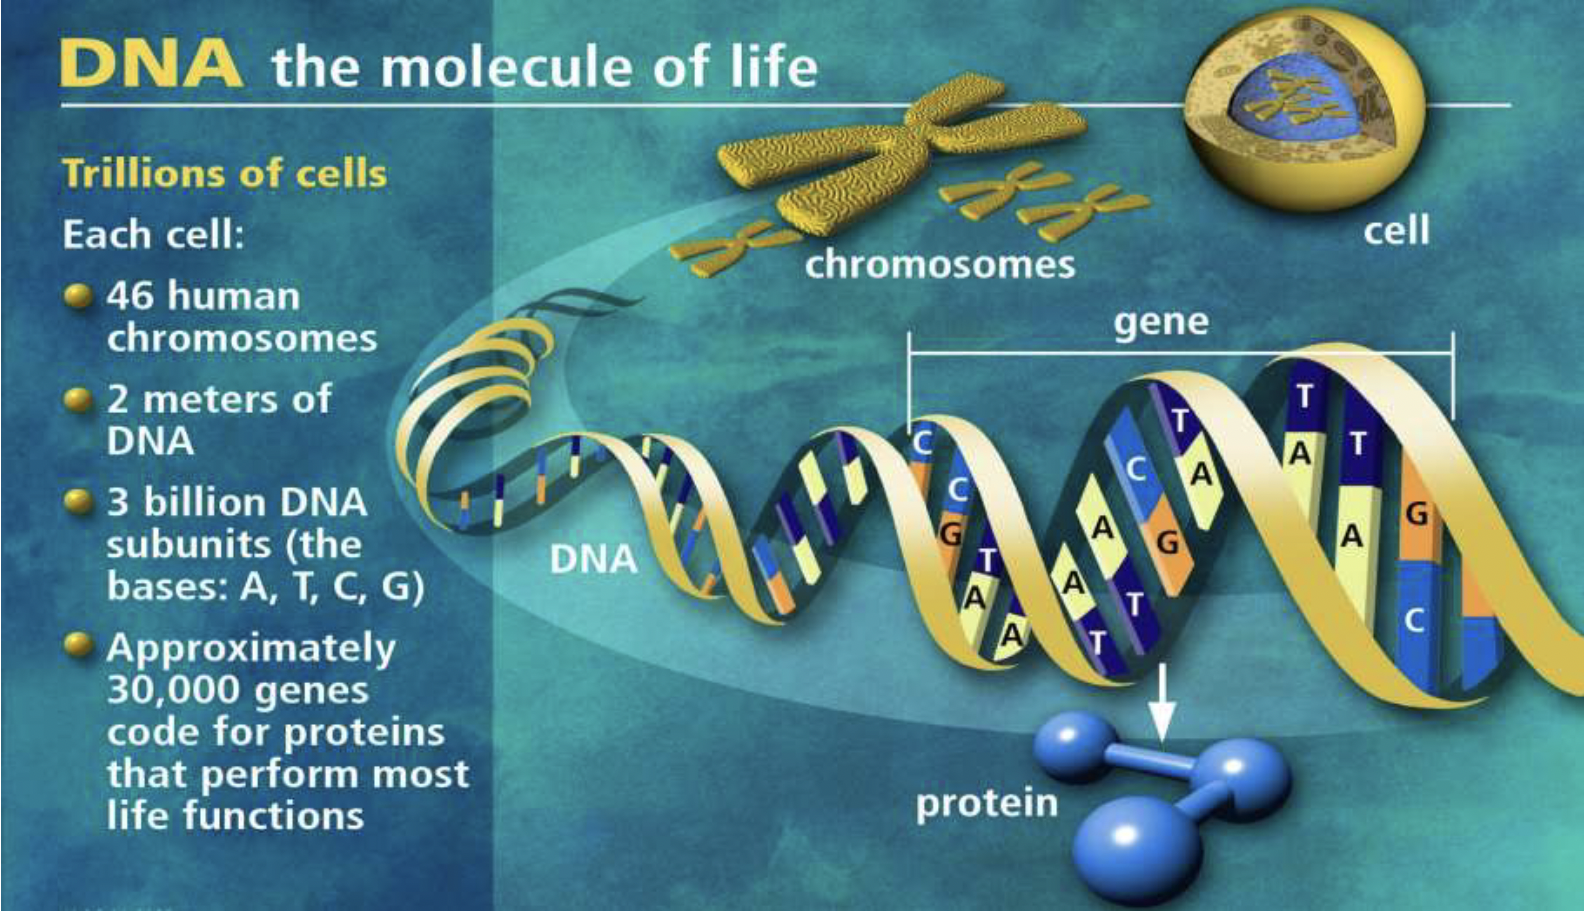 DNA the molecule of life
Trillions of cells
Each cell:
46 human
chromosomes
2 meters of
DNA
3 billion DNA
subunits (the
bases: A, T, C, G)
Approximately
30,000 genes
code for proteins
that perform most
life functions
chromosomes
cell
gene
DNA
C
C
G
T
A
A
A
T
A
T
C
G
T
A
T
A
T
A
G
C
protein